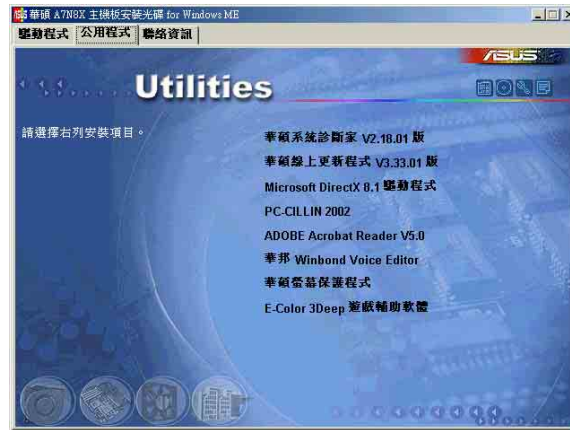 華碩 A7N8X 主機板安裝光碟 for Windows ME
驅動程式 公用程式 聯絡資訊
ASUS
Utilities
請選擇右列安裝項目。
華碩系統診斷家 V2.18.01 版
華碩線上更新程式 V3.33.01 版
Microsoft DirectX 8.1 驅動程式
PC-CILLIN 2002
ADOBE Acrobat Reader V5.0
華邦 Winbond Voice Editor
華碩螢幕保護程式
E-Color 3Deep 遊戲輔助軟體